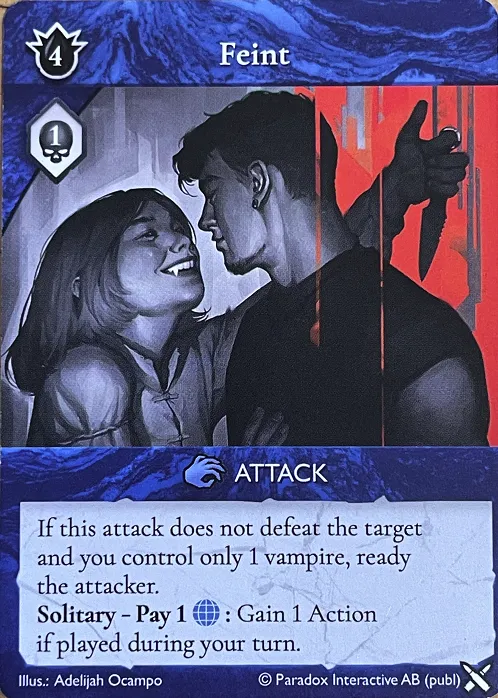 4
Feint
1
ATTACK
If this attack does not defeat the target
and you control only 1 vampire, ready
the attacker.
Solitary - Pay 1 : Gain 1 Action
if played during your turn.
Illus.: Adelijah Ocampo © Paradox Interactive AB (publ)